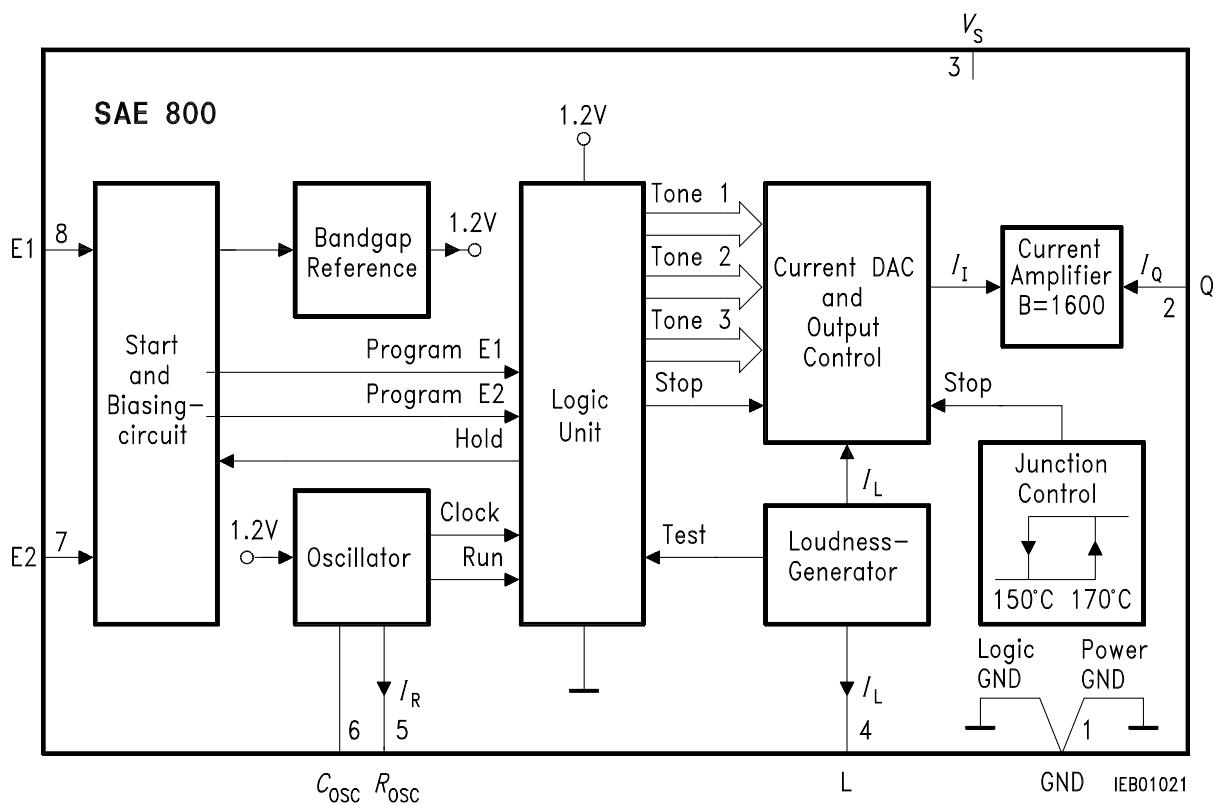 V_S
3
SAE 800
1.2V
E1
8
Start
and
Biasing-
circuit
Bandgap
Reference
1.2V
Program E1
Program E2
Hold
E2
7
1.2V
Oscillator
Clock
Run
Logic
Unit
Tone 1
Tone 2
Tone 3
Stop
Current DAC
and
Output
Control
I_I
Current
Amplifier
B=1600
I_Q
2
Q
Stop
Junction
Control
150°C 170°C
I_L
Test
Loudness-
Generator
I_R
6
5
I_L
4
Logic
GND
Power
GND
1
C_OSC
R_OSC
L
GND
IEB01021